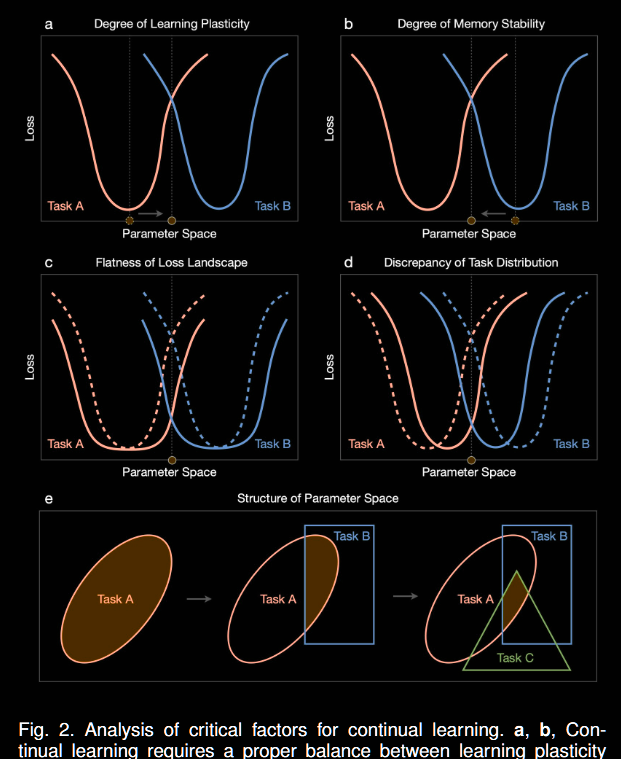 a Degree of Learning Plasticity
Loss
Task A
Task B
Parameter Space
b Degree of Memory Stability
Loss
Task A
Task B
Parameter Space
c Flatness of Loss Landscape
Loss
Task A
Task B
Parameter Space
d Discrepancy of Task Distribution
Loss
Task A
Task B
Parameter Space
e Structure of Parameter Space
Task A
Task A
Task B
Task A
Task B
Task C
Fig. 2. Analysis of critical factors for continual learning. a, b, Con-
tinual learning requires a proper balance between learning plasticity